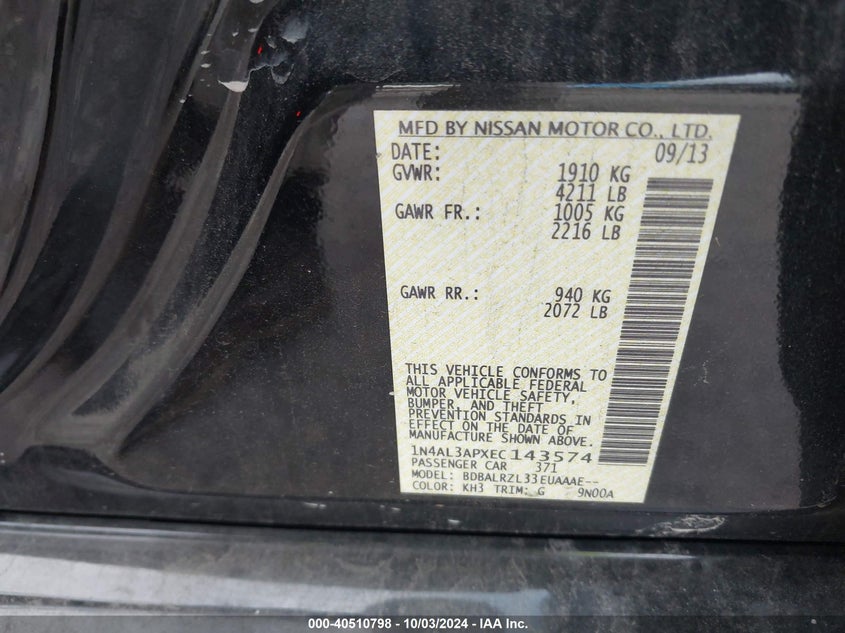 MFD BY NISSAN MOTOR CO., LTD.
DATE: 09/13
GVWR: 1910 KG
4211 LB
GAWR FR.: 1005 KG
2216 LB
GAWR RR.: 940 KG
2072 LB
THIS VEHICLE CONFORMS TO
ALL APPLICABLE FEDERAL
MOTOR VEHICLE SAFETY,
BUMPER, AND THEFT
PREVENTION STANDARDS IN
EFFECT ON THE DATE OF
MANUFACTURE SHOWN ABOVE.
1N4AL3APXEC143574
PASSENGER CAR 371
MODEL: BDBALRZL33EUAAAE--
COLOR: KH3 TRIM: G 9N00A
000-40510798 - 10/03/2024 - IAA Inc.